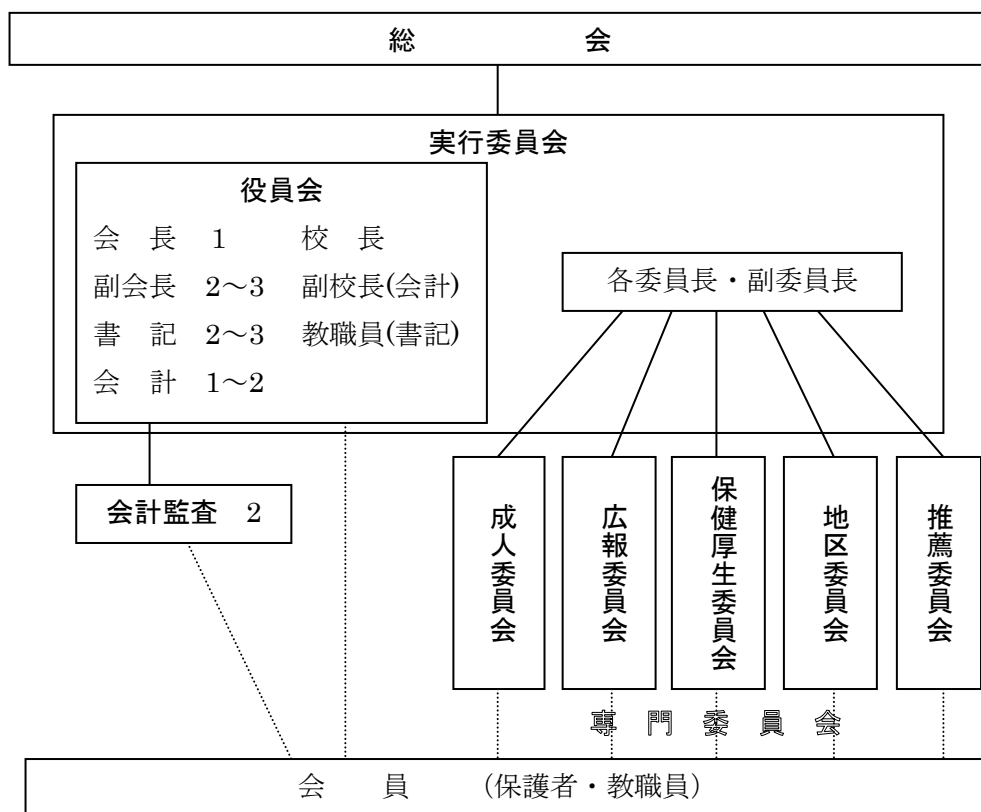 総　会
実行委員会
役員会
会　長　1　校　長
副会長　2～3　副校長(会計)
書　記　2～3　教職員(書記)
会　計　1～2
各委員長・副委員長
会計監査　2
成人委員会
広報委員会
保健厚生委員会
地区委員会
推薦委員会
専　門　委　員　会
会　員　（保護者・教職員）